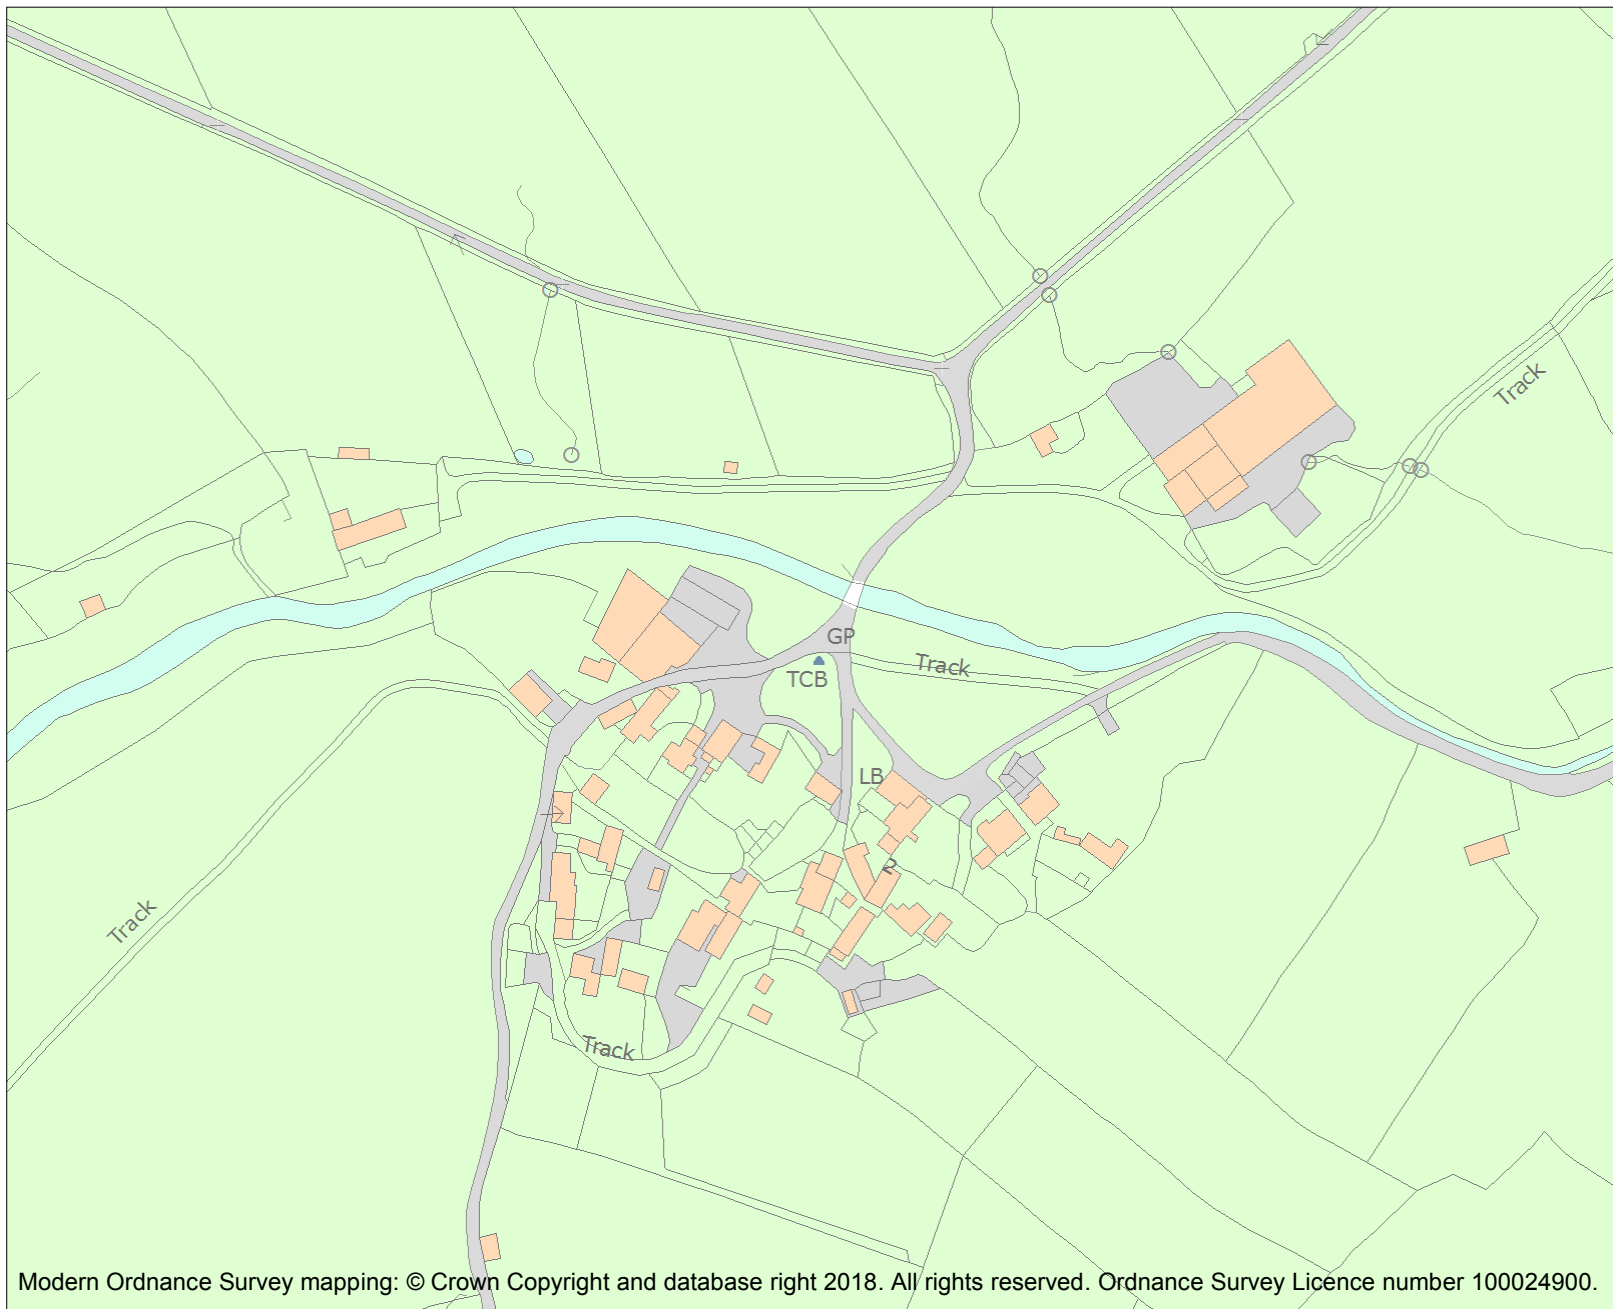 Track
GP
Track
TCB
LB
2
Track
Track
Modern Ordnance Survey mapping: © Crown Copyright and database right 2018. All rights reserved. Ordnance Survey Licence number 100024900.